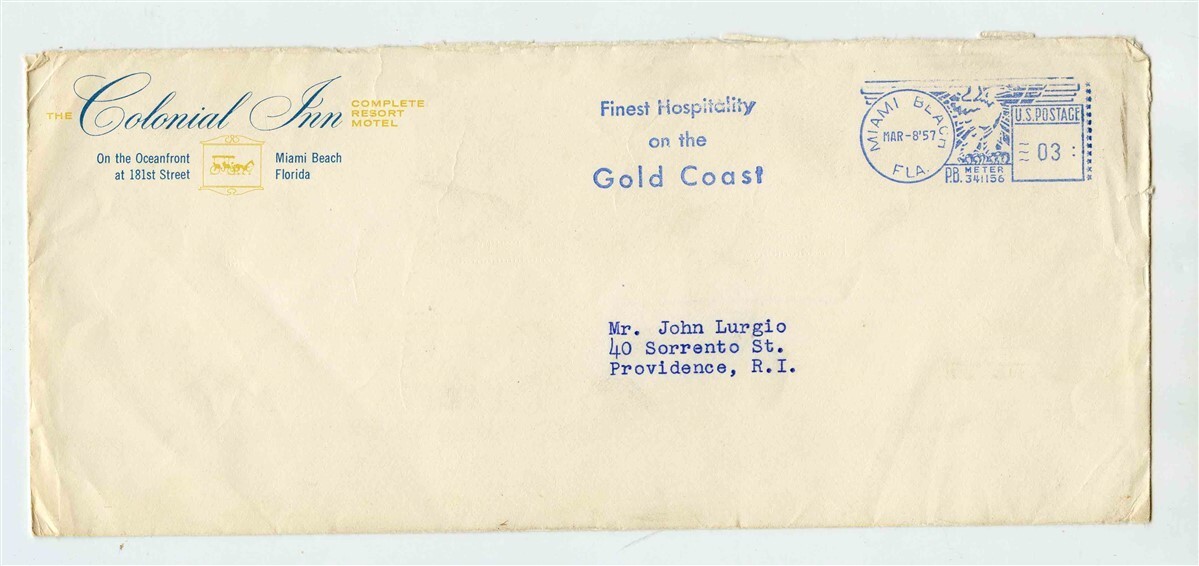 THE Colonial Inn COMPLETE
RESORT
MOTEL
On the Oceanfront
at 181st Street
Miami Beach
Florida
Finest Hospitality
on the
Gold Coast
MIAMI BEACH
MAR-8'57
FLA.
U.S. POSTAGE
03
P.B. METER
341156
Mr. John Lurgio
40 Sorrento St.
Providence, R.I.